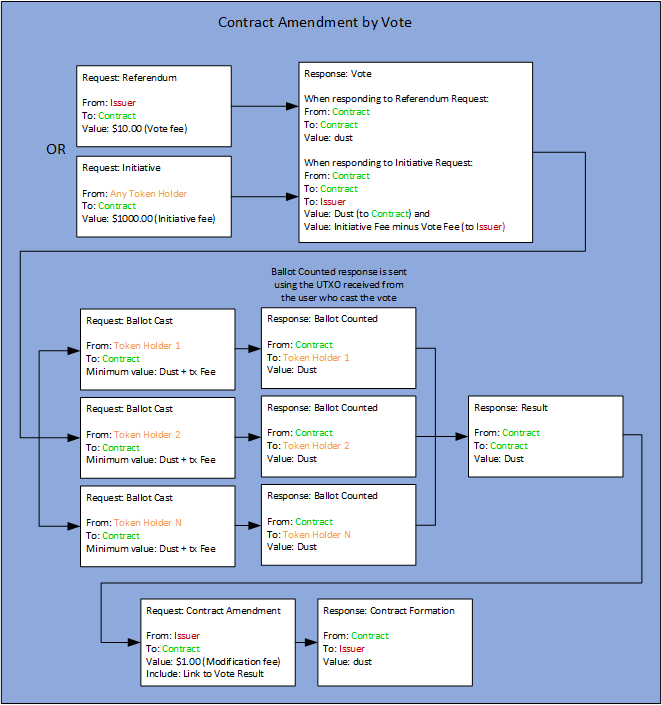 Contract Amendment by Vote
Request: Referendum
From: Issuer
To: Contract
Value: $10.00 (Vote fee)
OR
Request: Initiative
From: Any Token Holder
To: Contract
Value: $1000.00 (Initiative fee)
Response: Vote
When responding to Referendum Request:
From: Contract
To: Contract
Value: dust
When responding to Initiative Request:
From: Contract
To: Contract
To: Issuer
Value: Dust (to Contract) and
Value: Initiative Fee minus Vote Fee (to Issuer)
Ballot Counted response is sent
using the UTXO received from
the user who cast the vote
Request: Ballot Cast
From: Token Holder 1
To: Contract
Minimum value: Dust + tx Fee
Response: Ballot Counted
From: Contract
To: Token Holder 1
Value: Dust
Request: Ballot Cast
From: Token Holder 2
To: Contract
Minimum value: Dust + tx Fee
Response: Ballot Counted
From: Contract
To: Token Holder 2
Value: Dust
Request: Ballot Cast
From: Token Holder N
To: Contract
Minimum value: Dust + tx Fee
Response: Ballot Counted
From: Contract
To: Token Holder N
Value: Dust
Response: Result
From: Contract
To: Contract
Value: Dust
Request: Contract Amendment
From: Issuer
To: Contract
Value: $1.00 (Modification fee)
Include: Link to Vote Result
Response: Contract Formation
From: Contract
To: Issuer
Value: dust